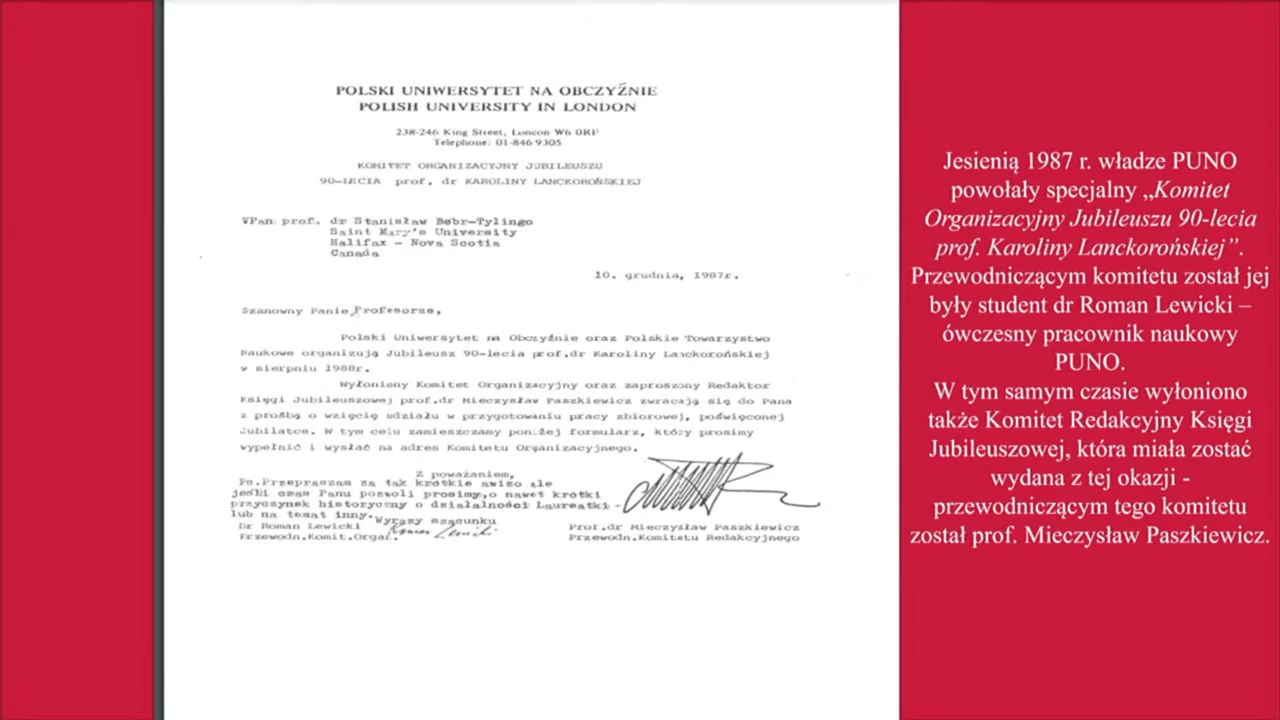 POLSKI UNIWERSYTET NA OBCZYŹNIE
POLISH UNIVERSITY IN LONDON
238-246 King Street, London W6 0RF
Telephone: 01-846 9305
KOMITET ORGANIZACYJNY JUBILEUSZU
90-LECIA prof. dr KAROLINY LANCKOROŃSKIEJ
WPan prof. dr Stanisław Bóbr-Tylingo
Saint Mary's University
Halifax - Nova Scotia
Canada
10. grudnia, 1987r.
Szanowny Panie Profesorze,
Polski Uniwersytet na Obczyźnie oraz Polskie Towarzystwo
Naukowe organizują Jubileusz 90-lecia prof.dr Karoliny Lanckorońskiej
w sierpniu 1988r.
Wyłoniony Komitet Organizacyjny oraz zaproszony Redaktor
Księgi Jubileuszowej prof.dr Mieczysław Paszkiewicz zwracają się do Pana
z prośbą o wzięcie udziału w przygotowaniu pracy zbiorowej, poświęconej
Jubilatce. W tym celu zamieszczamy poniżej formularz, który prosimy
wypełnić i wysłać na adres Komitetu Organizacyjnego.
Z poważaniem,
Ps.Przepraszam za tak krótkie awizo ale
jeśli czas Panu pozwoli prosimy,o nawet krótki
przyczynek historyczny o działalności Laureatki -
lub na temat inny. Wyrazy szacunku
Dr Roman Lewicki Roman Lewicki
Przewodn.Komit.Orgal.
Prof.dr Mieczysław Paszkiewicz
Przewodn.Komitetu Redakcyjnego
Jesienią 1987 r. władze PUNO
powołały specjalny „Komitet
Organizacyjny Jubileuszu 90-lecia
prof. Karoliny Lanckorońskiej”.
Przewodniczącym komitetu został jej
były student dr Roman Lewicki –
ówczesny pracownik naukowy
PUNO.
W tym samym czasie wyłoniono
także Komitet Redakcyjny Księgi
Jubileuszowej, która miała zostać
wydana z tej okazji -
przewodniczącym tego komitetu
został prof. Mieczysław Paszkiewicz.